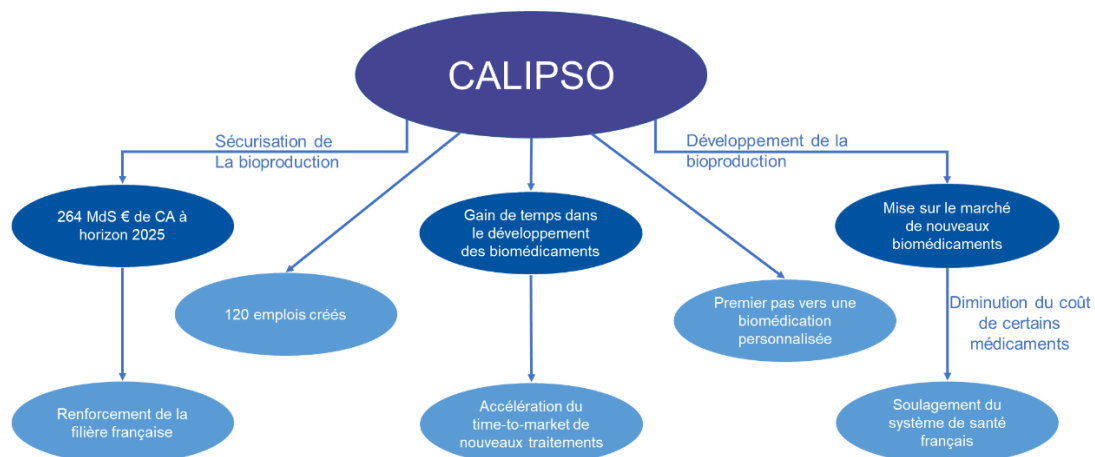 CALIPSO
Sécurisation de
La bioproduction
Développement de la
bioproduction
264 MdS € de CA à
horizon 2025
Gain de temps dans
le développement
des biomédicaments
Mise sur le marché
de nouveaux
biomédicaments
120 emplois créés
Premier pas vers une
biomédication
personnalisée
Diminution du coût
de certains
médicaments
Renforcement de la
filière française
Accélération du
time-to-market de
nouveaux traitements
Soulagement du
système de santé
français